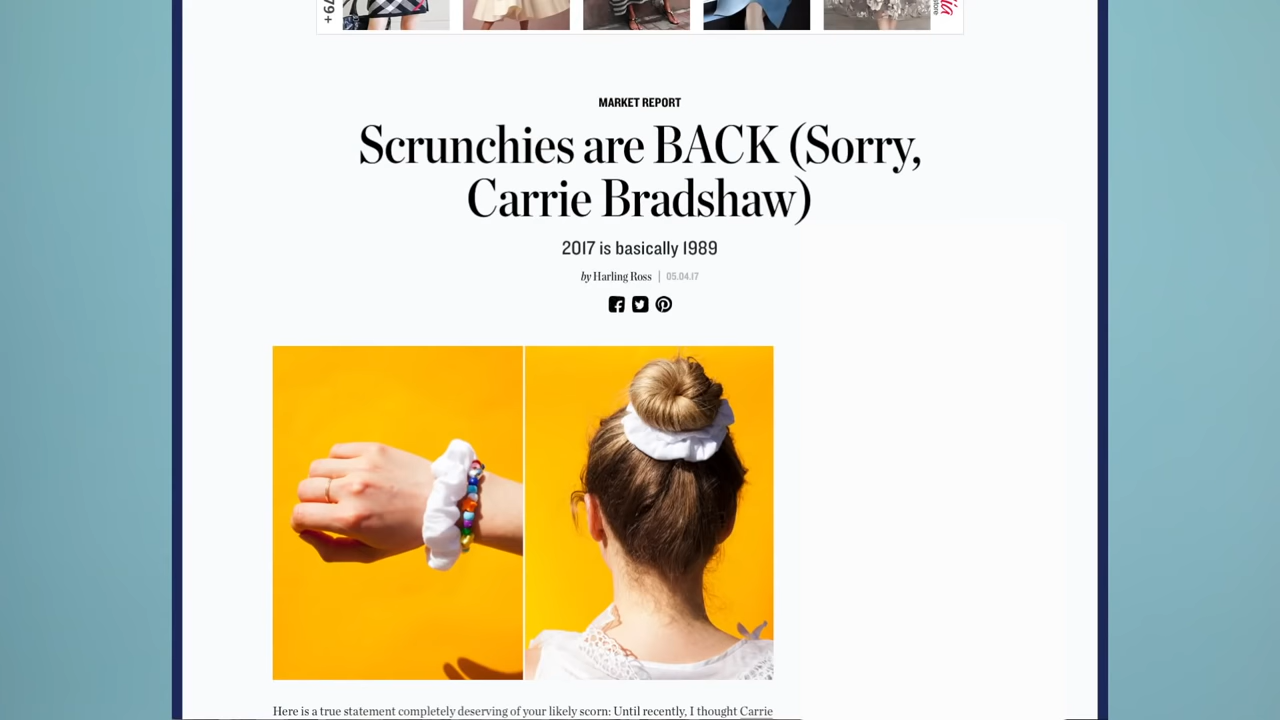 79+
MARKET REPORT
Scrunchies are BACK (Sorry,
Carrie Bradshaw)
2017 is basically 1989
by Harling Ross | 05.04.17
Here is a true statement completely deserving of your likely scorn: Until recently, I thought Carrie